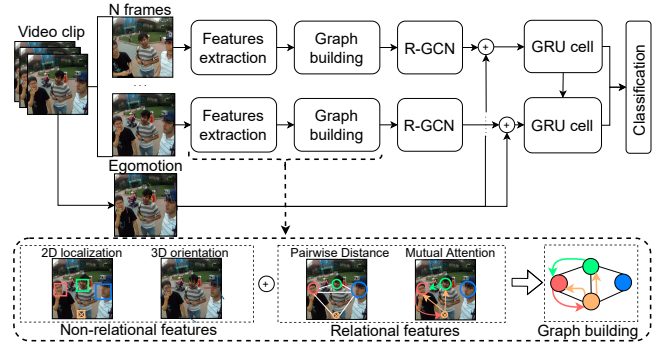 N frames
Video clip
Features
extraction
Graph
building
R-GCN
+
GRU cell
...
Features
extraction
Graph
building
R-GCN
+
GRU cell
Classification
Egomotion
2D localization
3D orientation
Pairwise Distance
Mutual Attention
+
Non-relational features
Relational features
Graph building